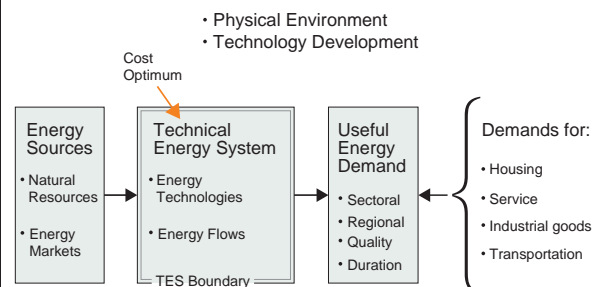 • Physical Environment
• Technology Development
Cost
Optimum
Energy
Sources
• Natural
Resources
• Energy
Markets
Technical
Energy System
• Energy
Technologies
• Energy Flows
TES Boundary
Useful
Energy
Demand
• Sectoral
• Regional
• Quality
• Duration
Demands for:
• Housing
• Service
• Industrial goods
• Transportation